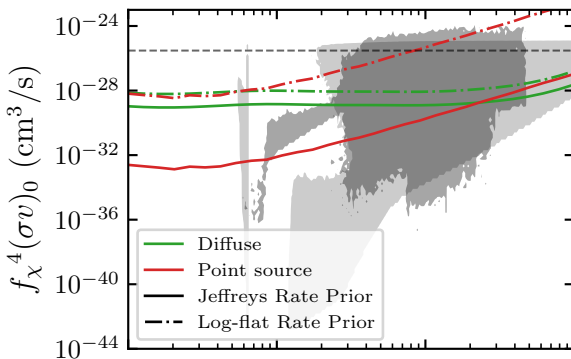 10^−24
10^−28
10^−32
10^−36
10^−40
10^−44
f_χ^4(σv)_0 (cm^3/s)
Diffuse
Point source
Jeffreys Rate Prior
Log-flat Rate Prior